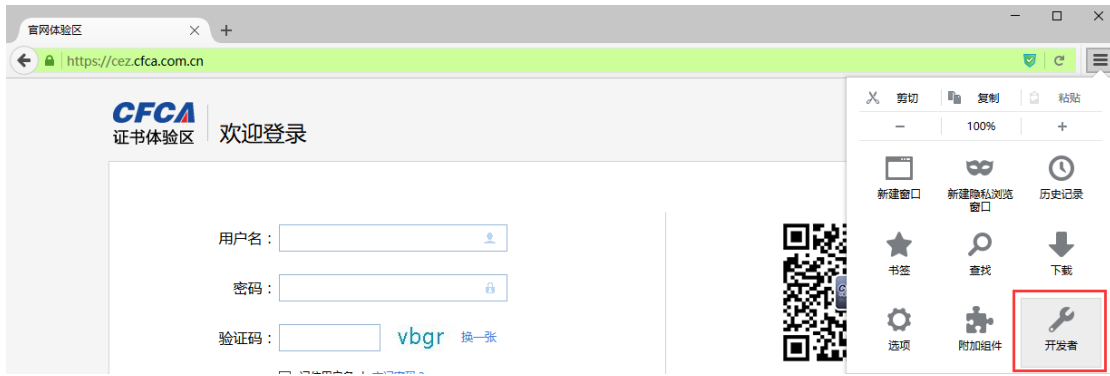 官网体验区
https://cez.cfca.com.cn
剪切 复制 粘贴
100%
CFCA
证书体验区
欢迎登录
新建窗口 新建隐私浏览窗口 历史记录
用户名：
书签 查找 下载
密码：
验证码： vbgr 换一张
选项 附加组件 开发者